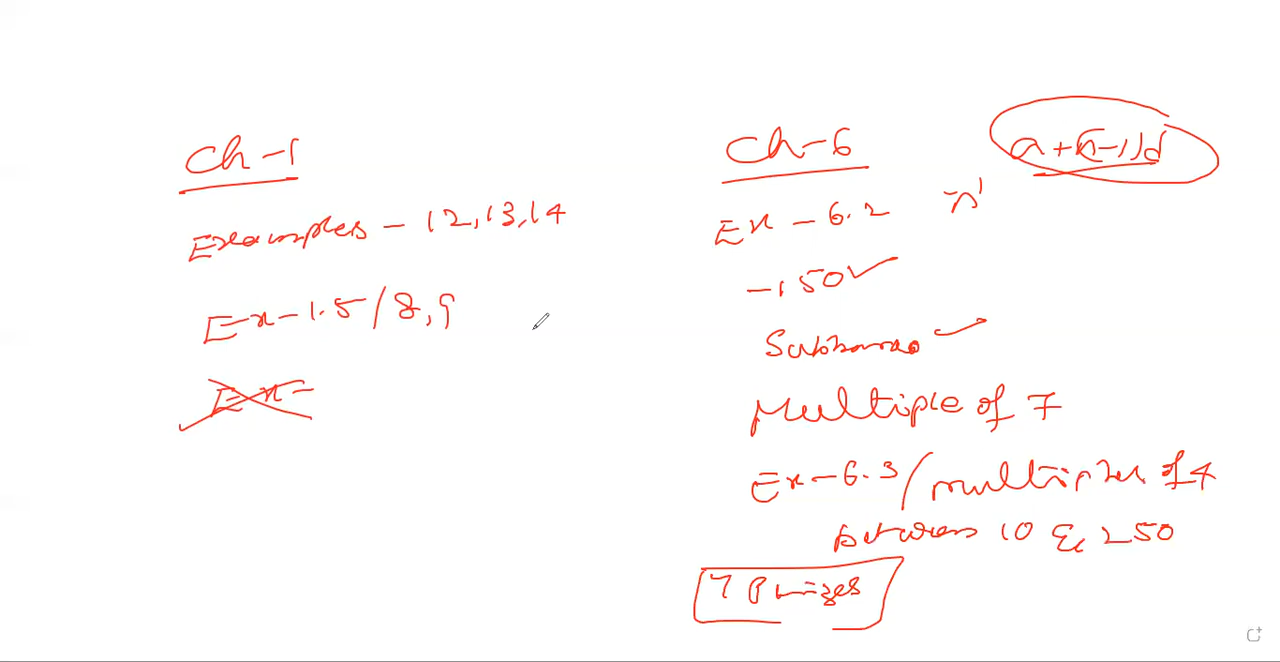 Ch-1
Examples - 12,13,14
Ex-1.5/8,9
Ex-
Ch-6
a+(n-1)d
Ex-6.2
n'
-150✓
Subbarao ✓
Multiple of 7
Ex-6.3/multiples of 4
between 10 & 250
7 Prizes